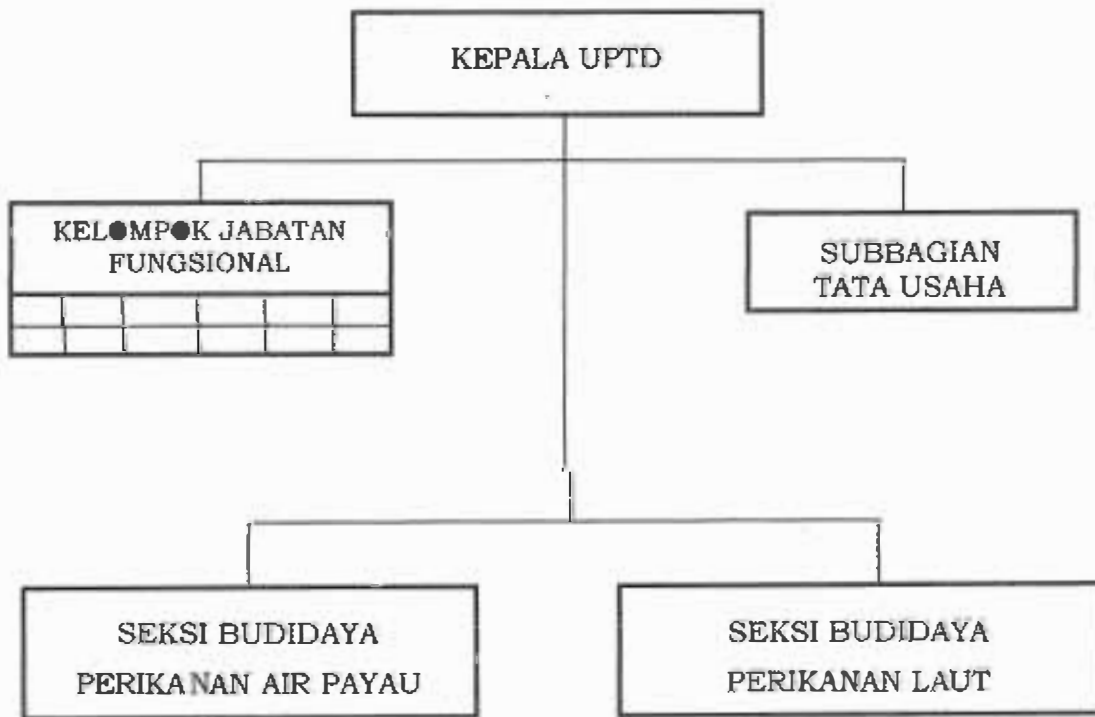 KEPALA UPTD
KELOMPOK JABATAN
FUNGSIONAL
SUBBAGIAN
TATA USAHA
SEKSI BUDIDAYA
PERIKANAN AIR PAYAU
SEKSI BUDIDAYA
PERIKANAN LAUT